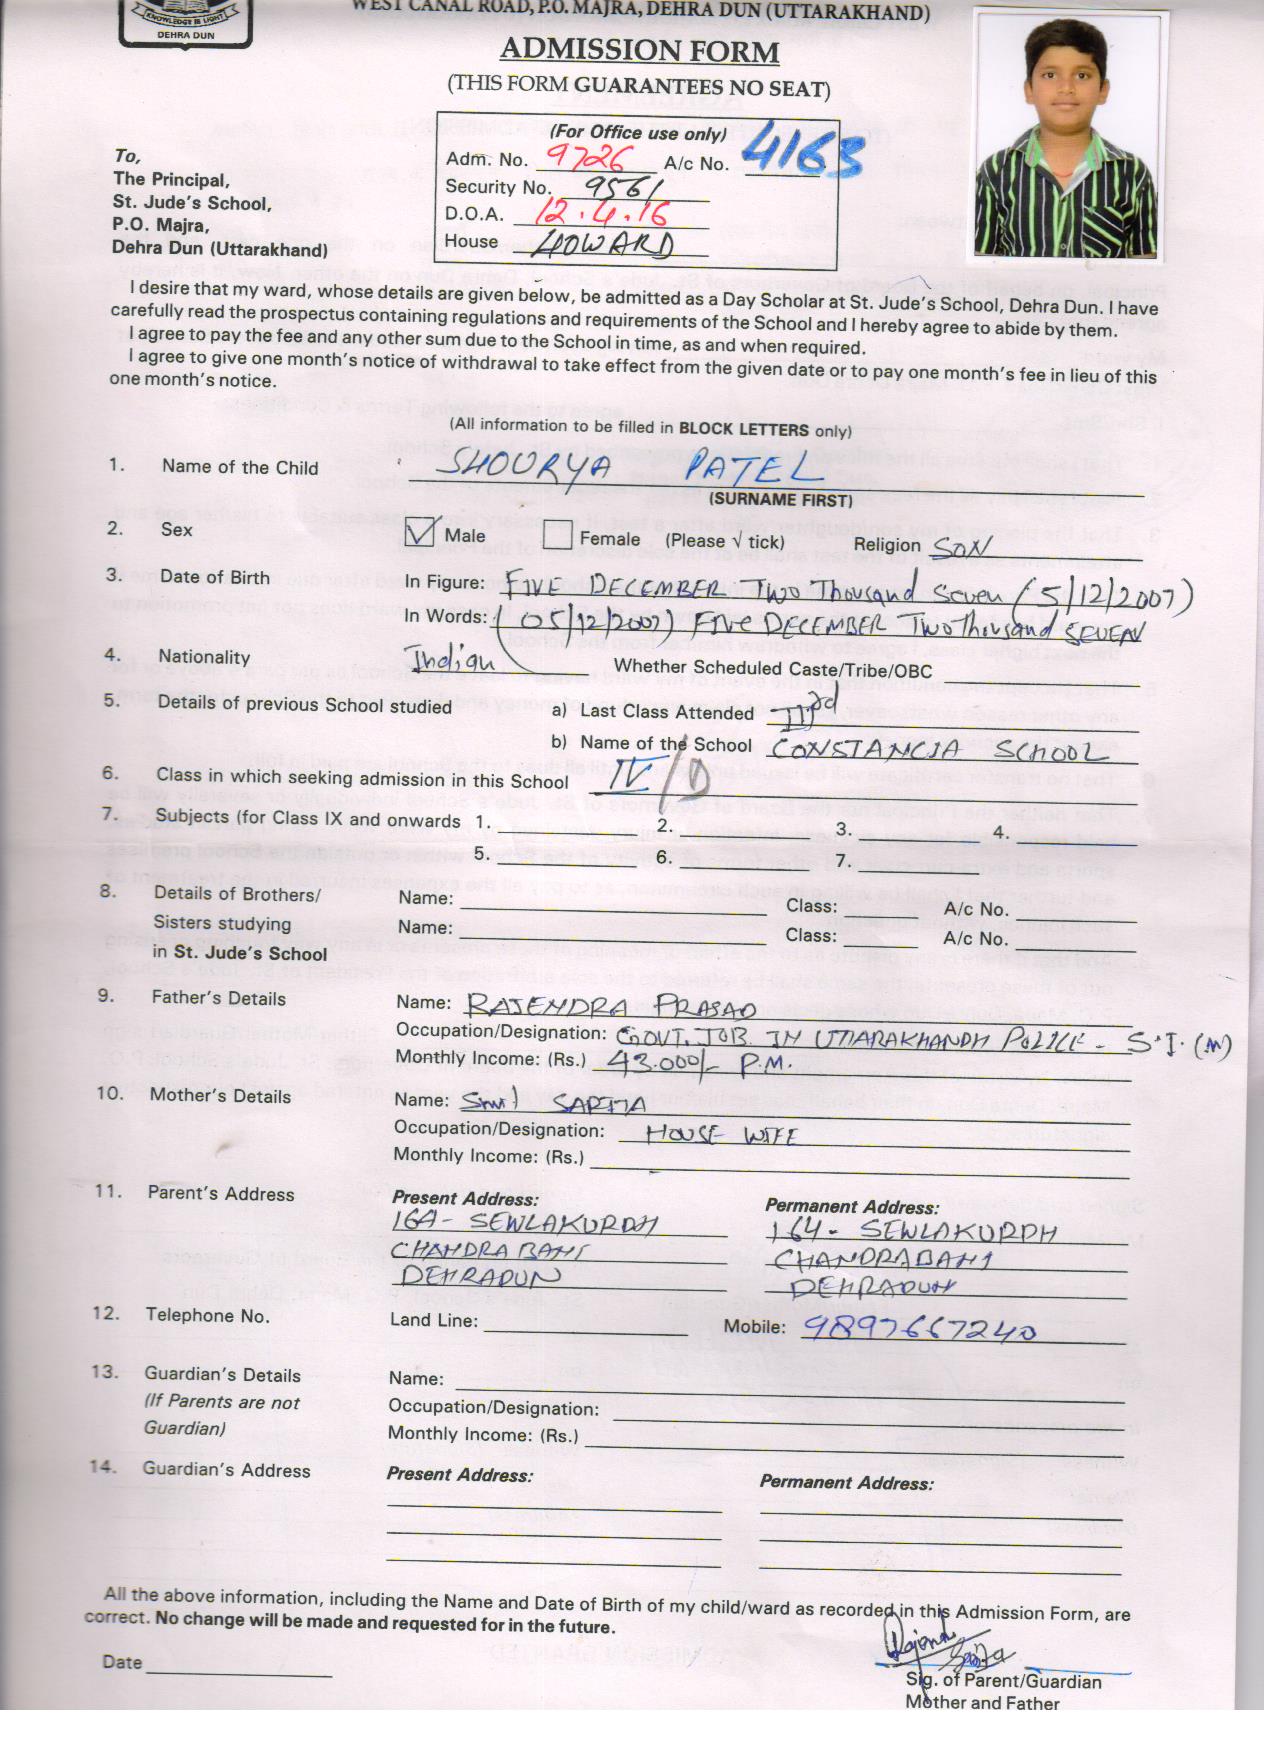 KNOWLEDGE IS LIGHT
DEHRA DUN
WEST CANAL ROAD, P.O. MAJRA, DEHRA DUN (UTTARAKHAND)
ADMISSION FORM
(THIS FORM GUARANTEES NO SEAT)
(For Office use only)
Adm. No. 9726 A/c No. 4163
Security No. 9561
D.O.A. 12.4.16
House HOWARD
To,
The Principal,
St. Jude's School,
P.O. Majra,
Dehra Dun (Uttarakhand)
I desire that my ward, whose details are given below, be admitted as a Day Scholar at St. Jude's School, Dehra Dun. I have
carefully read the prospectus containing regulations and requirements of the School and I hereby agree to abide by them.
I agree to pay the fee and any other sum due to the School in time, as and when required.
I agree to give one month's notice of withdrawal to take effect from the given date or to pay one month's fee in lieu of this
one month's notice.
(All information to be filled in BLOCK LETTERS only)
1. Name of the Child SHOURYA PATEL
(SURNAME FIRST)
2. Sex Male Female (Please √ tick) Religion SON
3. Date of Birth In Figure: FIVE DECEMBER Two Thousand Seven (5/12/2007)
In Words: (05/12/2007) FIVE DECEMBER Two Thousand SEVEN
4. Nationality Indian Whether Scheduled Caste/Tribe/OBC
5. Details of previous School studied a) Last Class Attended IIIrd
b) Name of the School CONSTANCIA SCHOOL
6. Class in which seeking admission in this School IV/D
7. Subjects (for Class IX and onwards 1. 2. 3. 4.
5. 6. 7.
8. Details of Brothers/ Name: Class: A/c No.
Sisters studying Name: Class: A/c No.
in St. Jude's School
9. Father's Details Name: RAJENDRA PRASAD
Occupation/Designation: GOVT. JOB IN UTTARAKHANDH POLICE - S.I. (M)
Monthly Income: (Rs.) 43.000/- P.M.
10. Mother's Details Name: Smt) SARITA
Occupation/Designation: HOUSE WIFE
Monthly Income: (Rs.)
11. Parent's Address Present Address: Permanent Address:
164- SEWLAKURDH 164- SEWLAKURDH
CHANDRABANI CHANDRABANI
DEHRADUN DEHRADUN
12. Telephone No. Land Line: Mobile: 9897667240
13. Guardian's Details Name:
(If Parents are not Occupation/Designation:
Guardian) Monthly Income: (Rs.)
14. Guardian's Address Present Address: Permanent Address:
All the above information, including the Name and Date of Birth of my child/ward as recorded in this Admission Form, are
correct. No change will be made and requested for in the future.
Date
Sig. of Parent/Guardian
Mother and Father